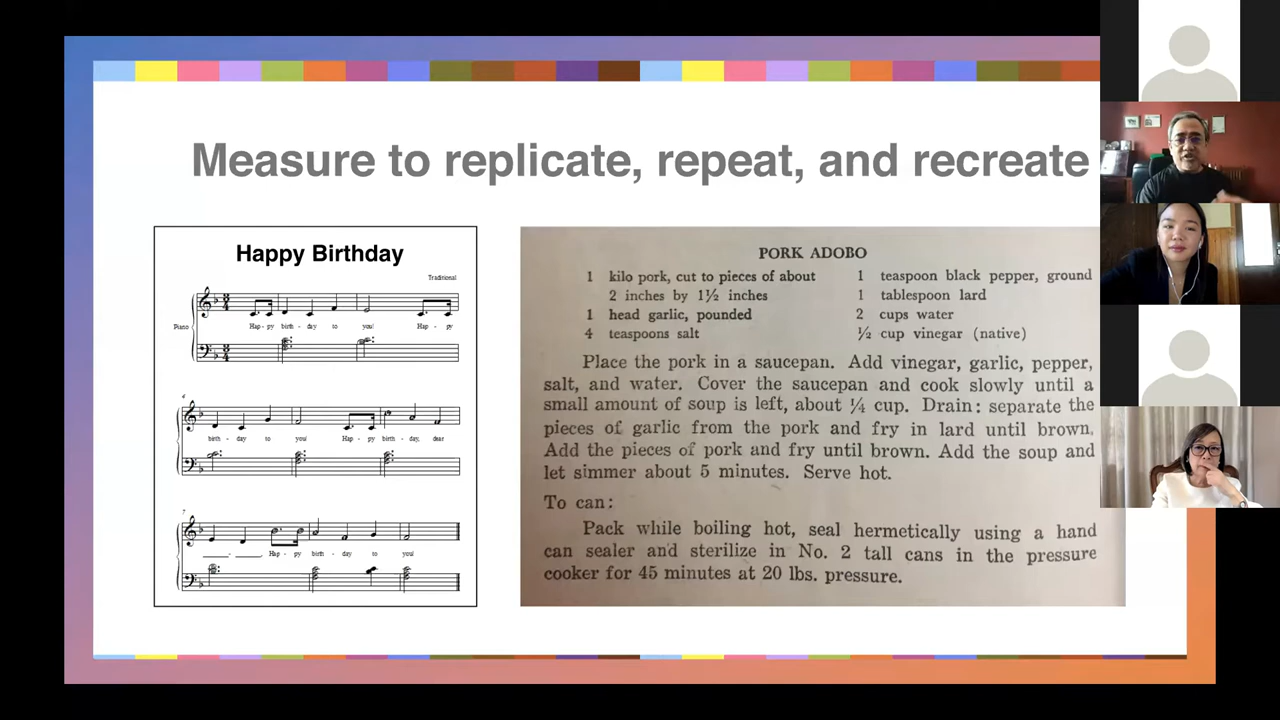 Measure to replicate, repeat, and recreate
Happy Birthday
Traditional
Piano
Hap - py birth - day to you! Hap - py
4
birth - day to you! Hap - py birth - day, dear
7
____ - ____, Hap - py birth - day to you!
PORK ADOBO
1 kilo pork, cut to pieces of about
2 inches by 1½ inches
1 head garlic, pounded
4 teaspoons salt
1 teaspoon black pepper, ground
1 tablespoon lard
2 cups water
½ cup vinegar (native)
Place the pork in a saucepan. Add vinegar, garlic, pepper,
salt, and water. Cover the saucepan and cook slowly until a
small amount of soup is left, about ¼ cup. Drain: separate the
pieces of garlic from the pork and fry in lard until brown.
Add the pieces of pork and fry until brown. Add the soup and
let simmer about 5 minutes. Serve hot.
To can:
Pack while boiling hot, seal hermetically using a hand
can sealer and sterilize in No. 2 tall cans in the pressure
cooker for 45 minutes at 20 lbs. pressure.